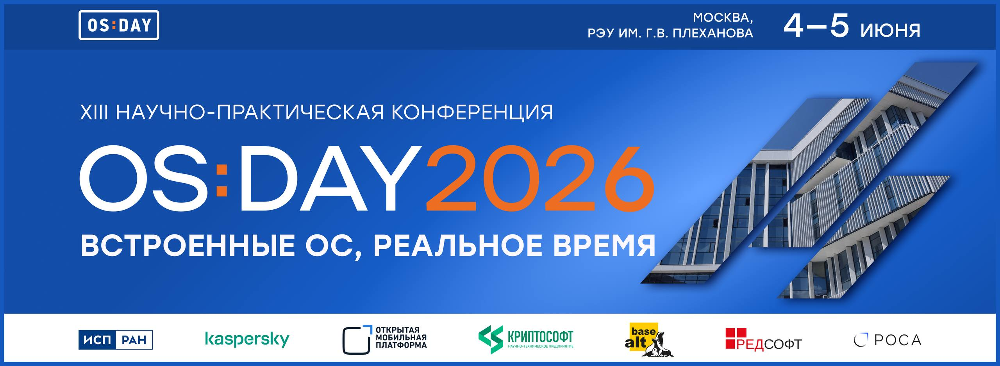 OS:DAY
МОСКВА,
РЭУ ИМ. Г.В. ПЛЕХАНОВА
4–5 ИЮНЯ
XIII НАУЧНО-ПРАКТИЧЕСКАЯ КОНФЕРЕНЦИЯ
OS:DAY2026
ВСТРОЕННЫЕ ОС, РЕАЛЬНОЕ ВРЕМЯ
ИСП РАН
kaspersky
ОТКРЫТАЯ
МОБИЛЬНАЯ
ПЛАТФОРМА
КРИПТОСОФТ
НАУЧНО-ТЕХНИЧЕСКОЕ ПРЕДПРИЯТИЕ
base
alt
РЕДСОФТ
РОСА